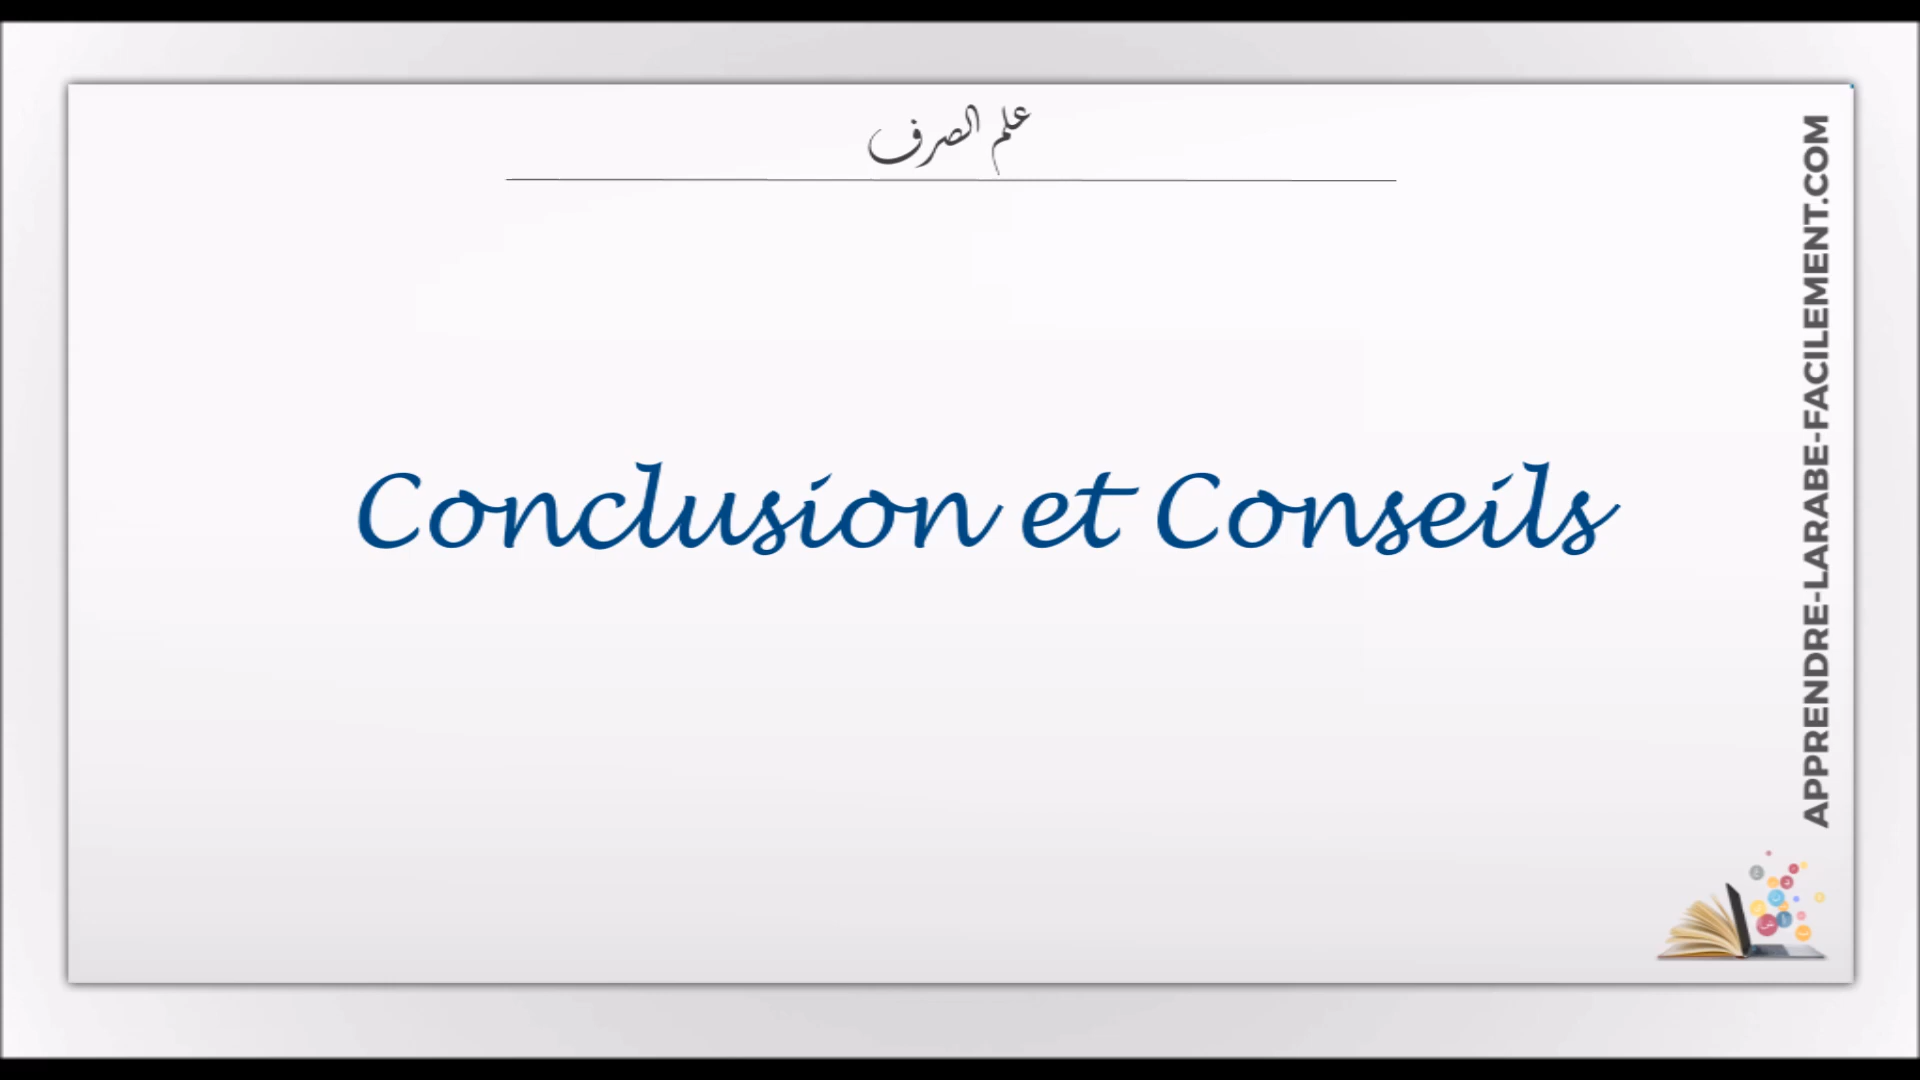 علم الصرف
Conclusion et Conseils
APPRENDRE-LARABE-FACILEMENT.COM